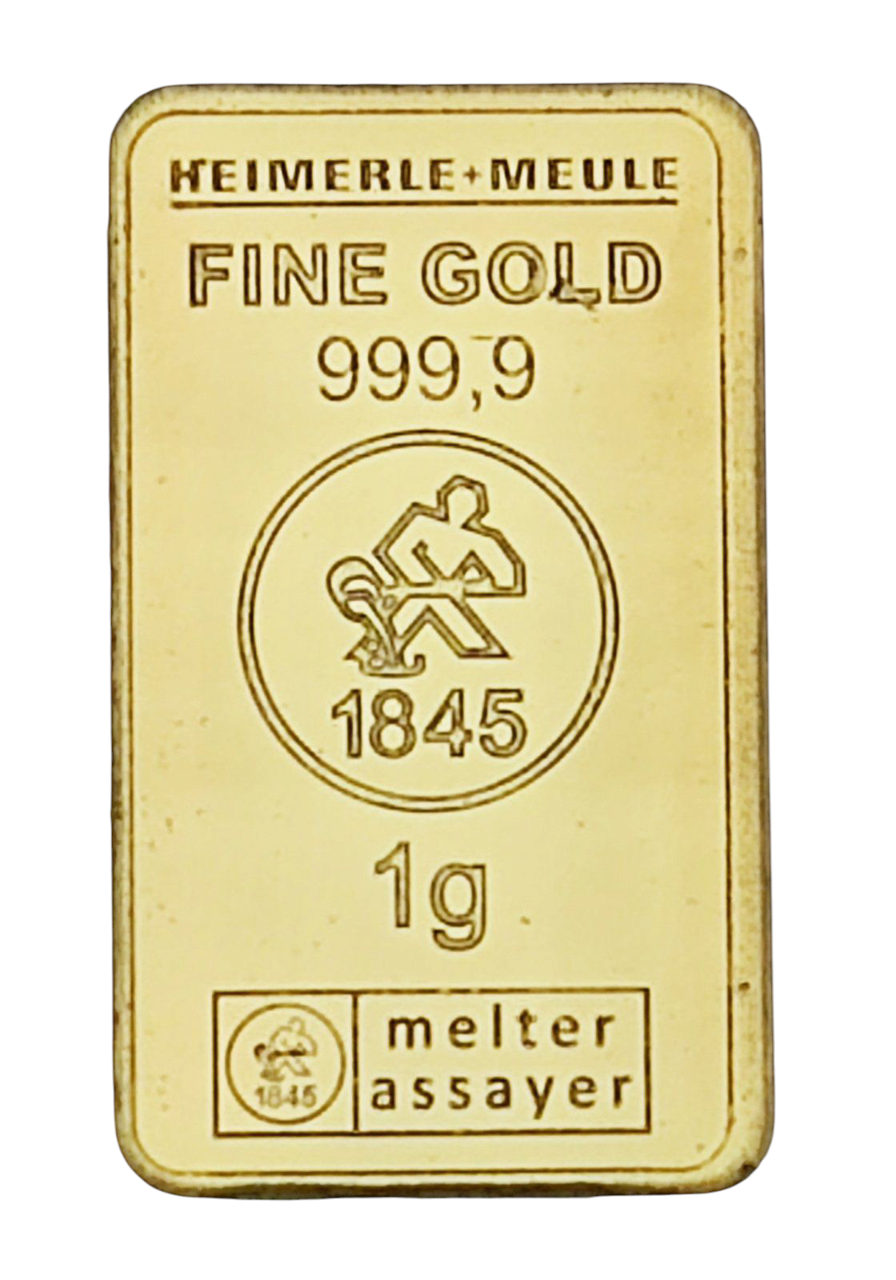 HEIMERLE+MEULE
FINE GOLD
999,9
1845
1g
melter
assayer
1845